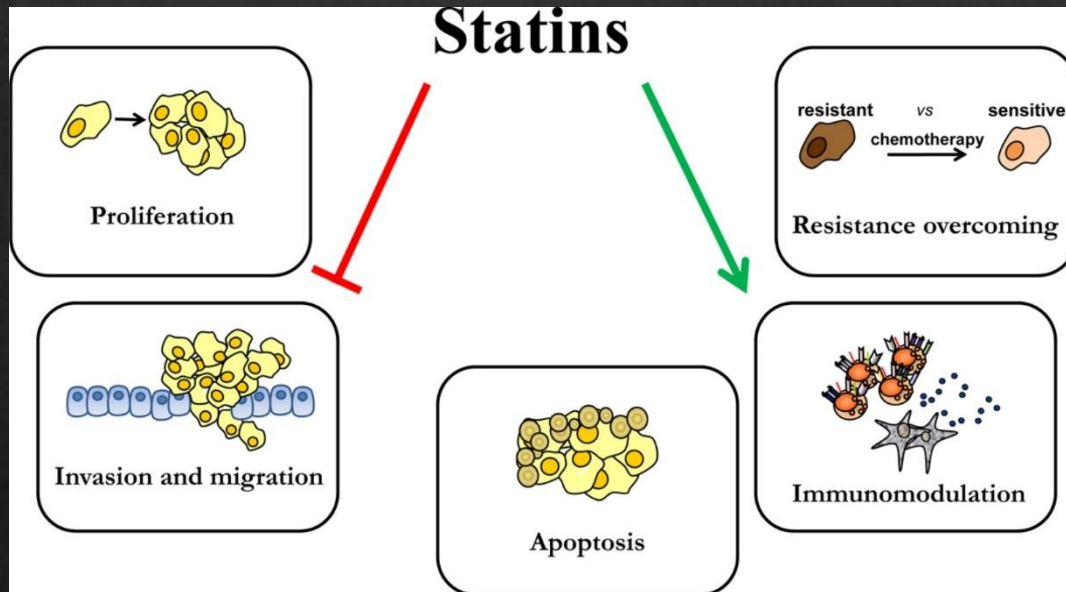 Statins
Proliferation
resistant vs sensitive
chemotherapy
Resistance overcoming
Invasion and migration
Apoptosis
Immunomodulation